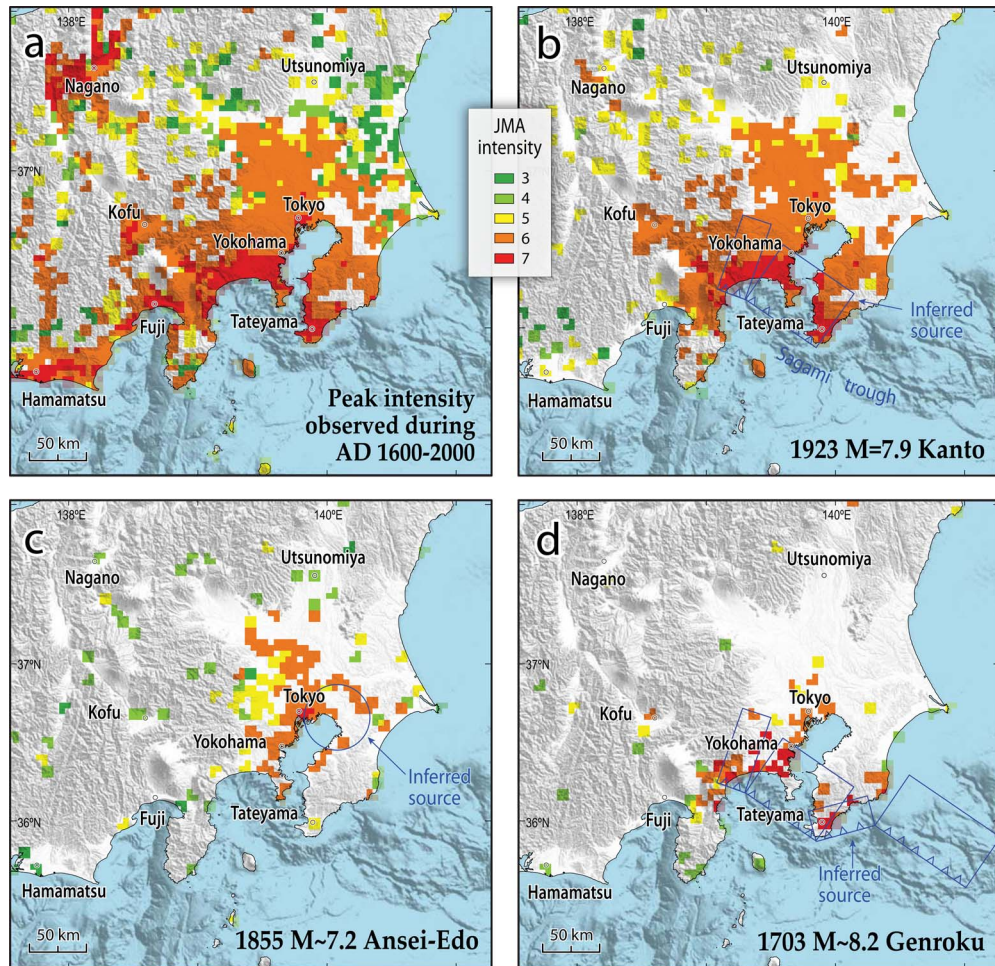 a
138°E
Nagano
Utsunomiya
37°N
Kofu
Tokyo
Yokohama
Fuji
Tateyama
Hamamatsu
50 km
Peak intensity
observed during
AD 1600-2000
JMA
intensity
3
4
5
6
7
b
140°E
Nagano
Utsunomiya
Kofu
Tokyo
Yokohama
Fuji
Tateyama
Inferred
source
Sagami trough
Hamamatsu
50 km
1923 M=7.9 Kanto
c
138°E
140°E
Nagano
Utsunomiya
37°N
Kofu
Tokyo
Yokohama
Inferred
source
36°N
Fuji
Tateyama
Hamamatsu
50 km
1855 M~7.2 Ansei-Edo
d
138°E
140°E
Nagano
Utsunomiya
37°N
Kofu
Tokyo
Yokohama
36°N
Fuji
Tateyama
Inferred
source
Hamamatsu
50 km
1703 M~8.2 Genroku